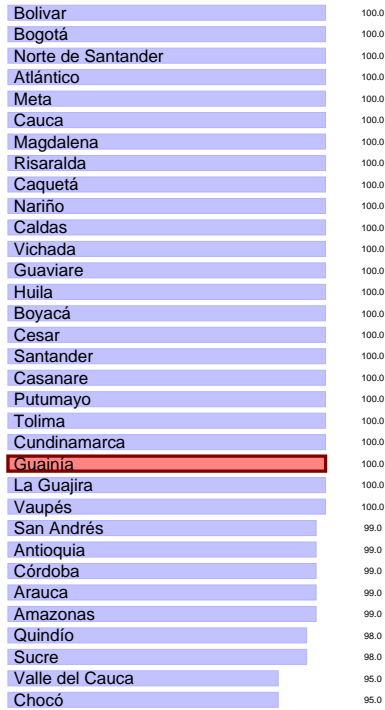 Bolivar 100.0
Bogotá 100.0
Norte de Santander 100.0
Atlántico 100.0
Meta 100.0
Cauca 100.0
Magdalena 100.0
Risaralda 100.0
Caquetá 100.0
Nariño 100.0
Caldas 100.0
Vichada 100.0
Guaviare 100.0
Huila 100.0
Boyacá 100.0
Cesar 100.0
Santander 100.0
Casanare 100.0
Putumayo 100.0
Tolima 100.0
Cundinamarca 100.0
Guainía 100.0
La Guajira 100.0
Vaupés 100.0
San Andrés 99.0
Antioquia 99.0
Córdoba 99.0
Arauca 99.0
Amazonas 99.0
Quindío 98.0
Sucre 98.0
Valle del Cauca 95.0
Chocó 95.0